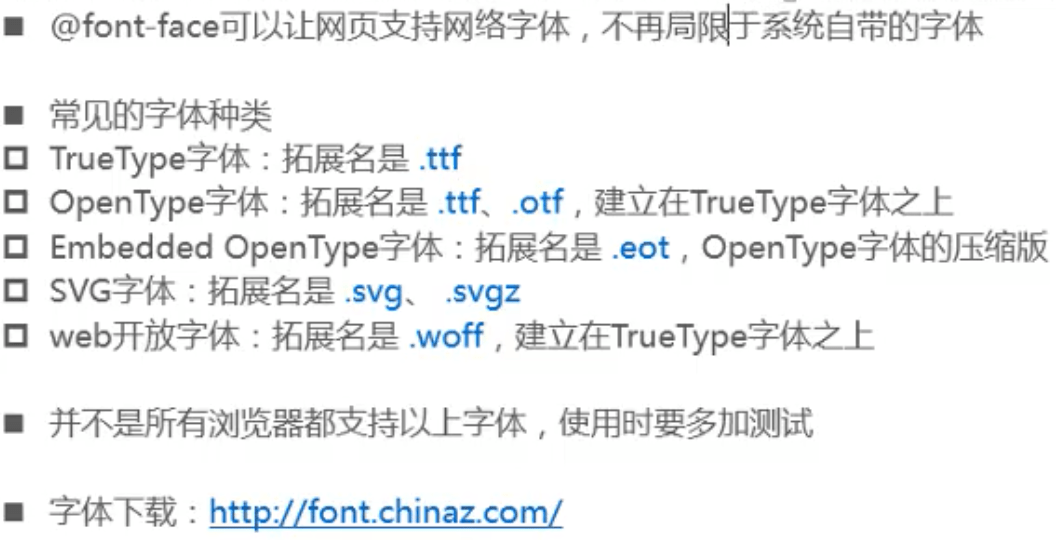 ■ @font-face可以让网页支持网络字体，不再局限于系统自带的字体
■ 常见的字体种类
□ TrueType字体：拓展名是 .ttf
□ OpenType字体：拓展名是 .ttf、.otf，建立在TrueType字体之上
□ Embedded OpenType字体：拓展名是 .eot，OpenType字体的压缩版
□ SVG字体：拓展名是 .svg、 .svgz
□ web开放字体：拓展名是 .woff，建立在TrueType字体之上
■ 并不是所有浏览器都支持以上字体，使用时要多加测试
■ 字体下载：http://font.chinaz.com/